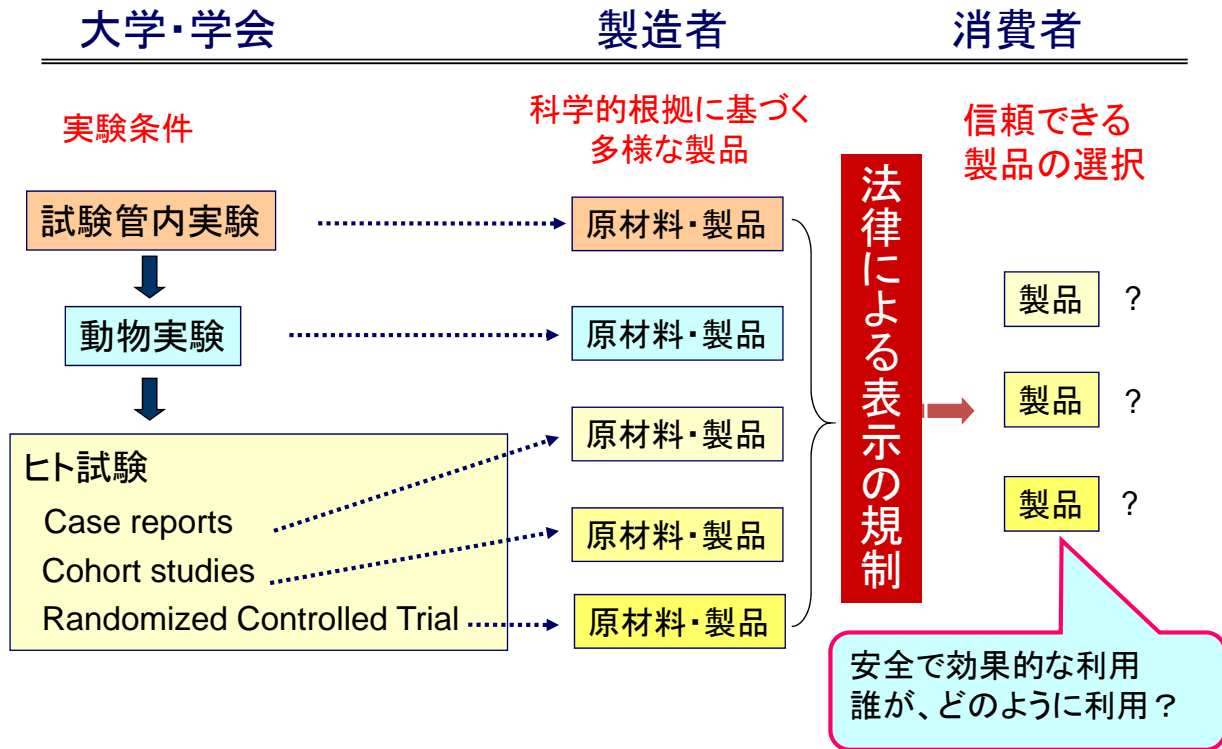 大学・学会
製造者
消費者
実験条件
科学的根拠に基づく
多様な製品
信頼できる
製品の選択
試験管内実験
動物実験
ヒト試験
Case reports
Cohort studies
Randomized Controlled Trial
原材料・製品
原材料・製品
原材料・製品
原材料・製品
原材料・製品
法律による表示の規制
製品 ?
製品 ?
製品 ?
安全で効果的な利用
誰が、どのように利用？